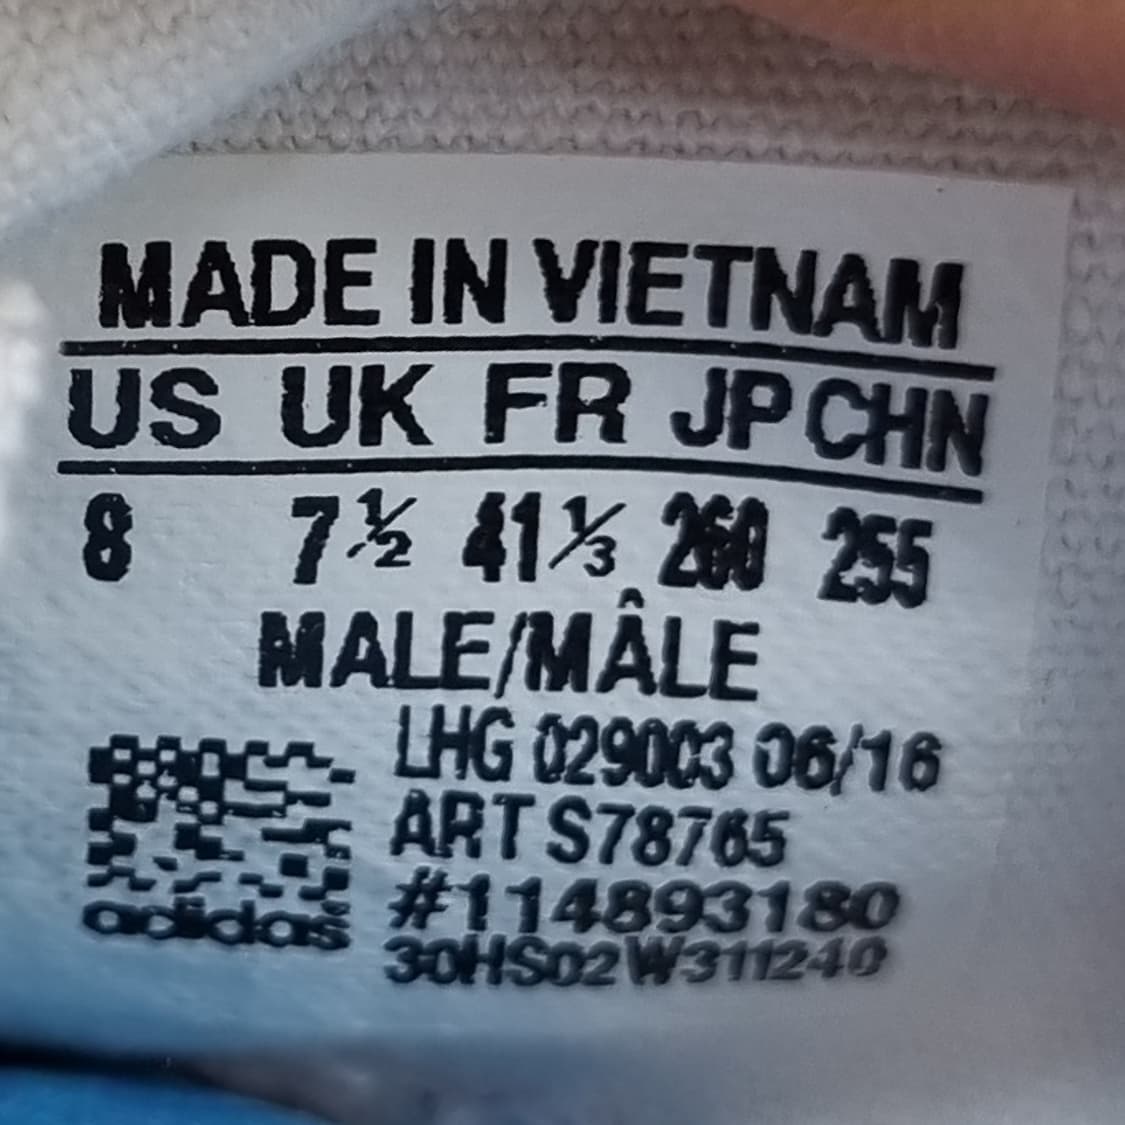 MADE IN VIETNAM
US UK FR JP CHN
8 7½ 41⅓ 260 255
MALE/MÂLE
LHG 029003 06/16
ART S78765
#114893180
adidas
30HS02W311240